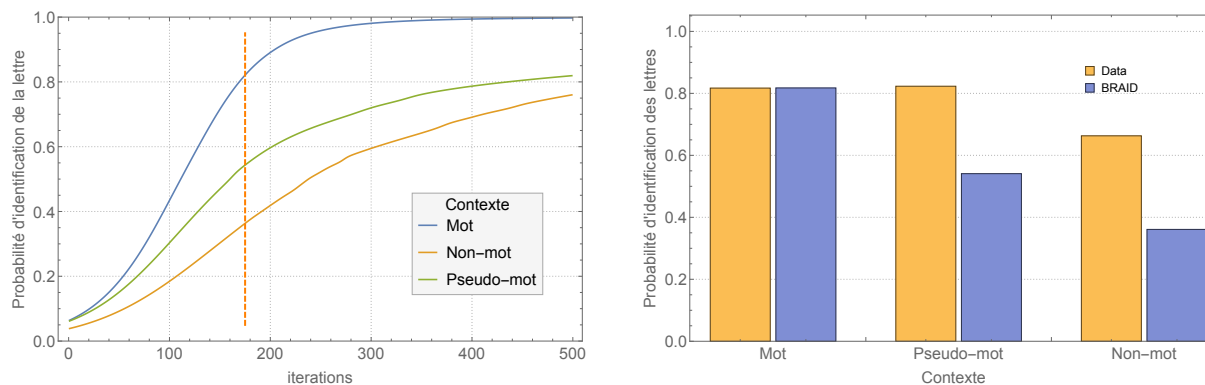 Probabilité d'identification de la lettre
1.0
0.8
0.6
0.4
0.2
0.0
0
100
200
300
400
500
iterations
Contexte
Mot
Non-mot
Pseudo-mot
Probabilité d'identification des lettres
1.0
0.8
0.6
0.4
0.2
0.0
Data
BRAID
Mot
Pseudo-mot
Non-mot
Contexte